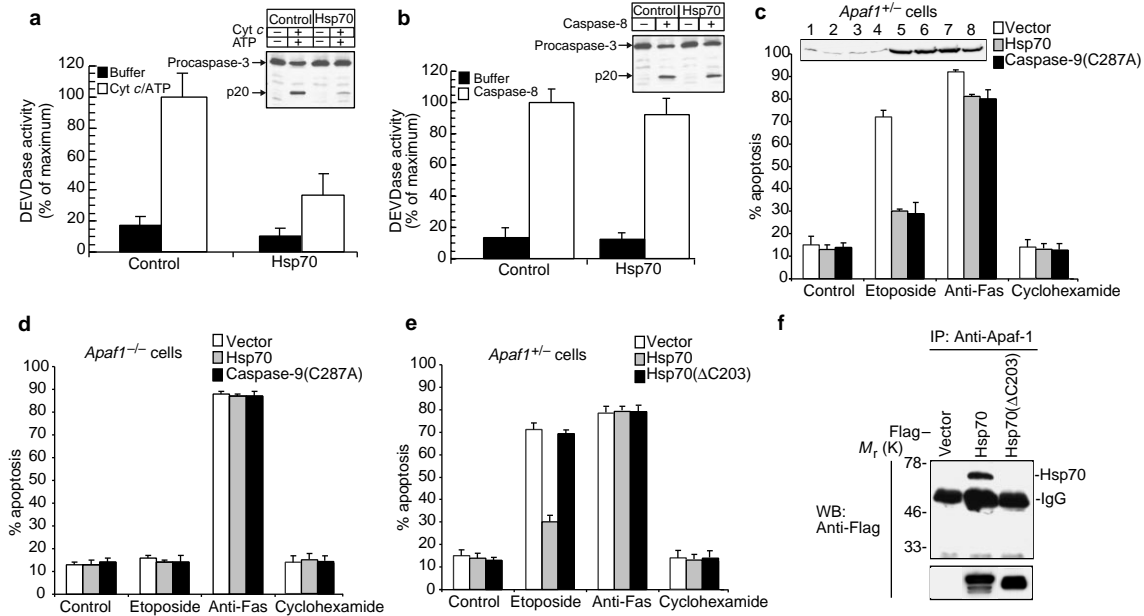 a
Control Hsp70
Cyt c – + – +
ATP – + – +
Procaspase-3
p20
Buffer
Cyt c/ATP
DEVDase activity
(% of maximum)
120
100
80
60
40
20
0
Control Hsp70
b
Control Hsp70
Caspase-8 – + – +
Procaspase-3
p20
Buffer
Caspase-8
DEVDase activity
(% of maximum)
120
100
80
60
40
20
0
Control Hsp70
c
Apaf1+/– cells
Vector
Hsp70
Caspase-9(C287A)
1 2 3 4 5 6 7 8
% apoptosis
100
90
80
70
60
50
40
30
20
10
0
Control Etoposide Anti-Fas Cyclohexamide
d
Apaf1–/– cells
Vector
Hsp70
Caspase-9(C287A)
% apoptosis
100
90
80
70
60
50
40
30
20
10
0
Control Etoposide Anti-Fas Cyclohexamide
e
Apaf1+/– cells
Vector
Hsp70
Hsp70(ΔC203)
% apoptosis
100
90
80
70
60
50
40
30
20
10
0
Control Etoposide Anti-Fas Cyclohexamide
f
IP: Anti-Apaf-1
Flag–
Vector
Hsp70
Hsp70(ΔC203)
Mr (K)
78-
46-
33-
-Hsp70
-IgG
WB:
Anti-Flag